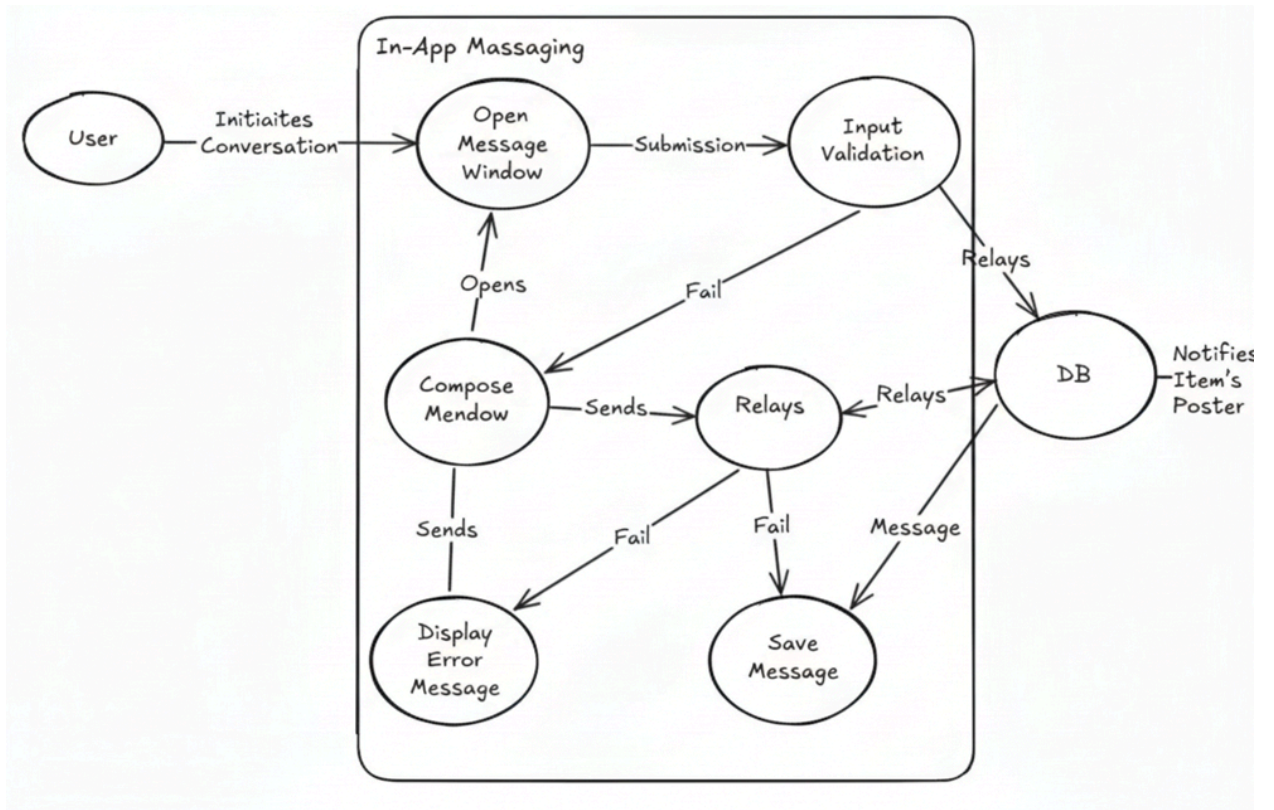 In-App Massaging
User
Initiaites
Conversation
Open
Message
Window
Submission
Input
Validation
Relays
Opens
Fail
Compose
Mendow
Sends
Relays
Relays
DB
Notifies
Item's
Poster
Sends
Fail
Fail
Message
Display
Error
Message
Save
Message